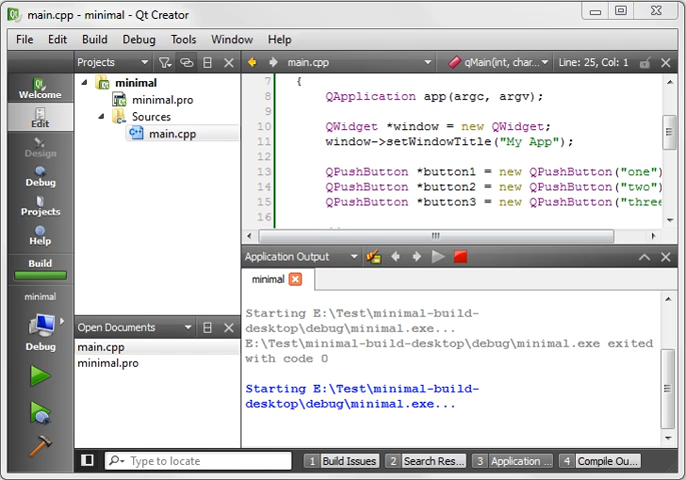 main.cpp - minimal - Qt Creator
File Edit Build Debug Tools Window Help
Projects
main.cpp
qMain(int, char...
Line: 25, Col: 1
Welcome
Edit
Design
Debug
Projects
Help
Build
minimal
Debug
minimal
minimal.pro
Sources
main.cpp
7 {
8 QApplication app(argc, argv);
9
10 QWidget *window = new QWidget;
11 window->setWindowTitle("My App");
12
13 QPushButton *button1 = new QPushButton("one")
14 QPushButton *button2 = new QPushButton("two")
15 QPushButton *button3 = new QPushButton("three
16
Application Output
minimal
Starting E:\Test\minimal-build-
desktop\debug\minimal.exe...
E:\Test\minimal-build-desktop\debug\minimal.exe exited
with code 0
Starting E:\Test\minimal-build-
desktop\debug\minimal.exe...
Open Documents
main.cpp
minimal.pro
Type to locate
1 Build Issues
2 Search Res...
3 Application ...
4 Compile Ou...